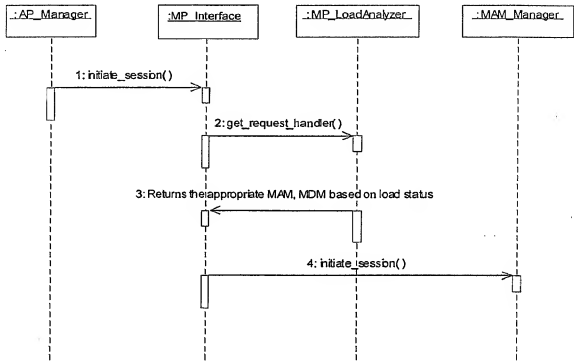 : AP_Manager
: MP_Interface
: MP_LoadAnalyzer
: MAM_Manager
1: initiate_session( )
2: get_request_handler( )
3: Returns the appropriate MAM, MDM based on load status
4: initiate_session( )